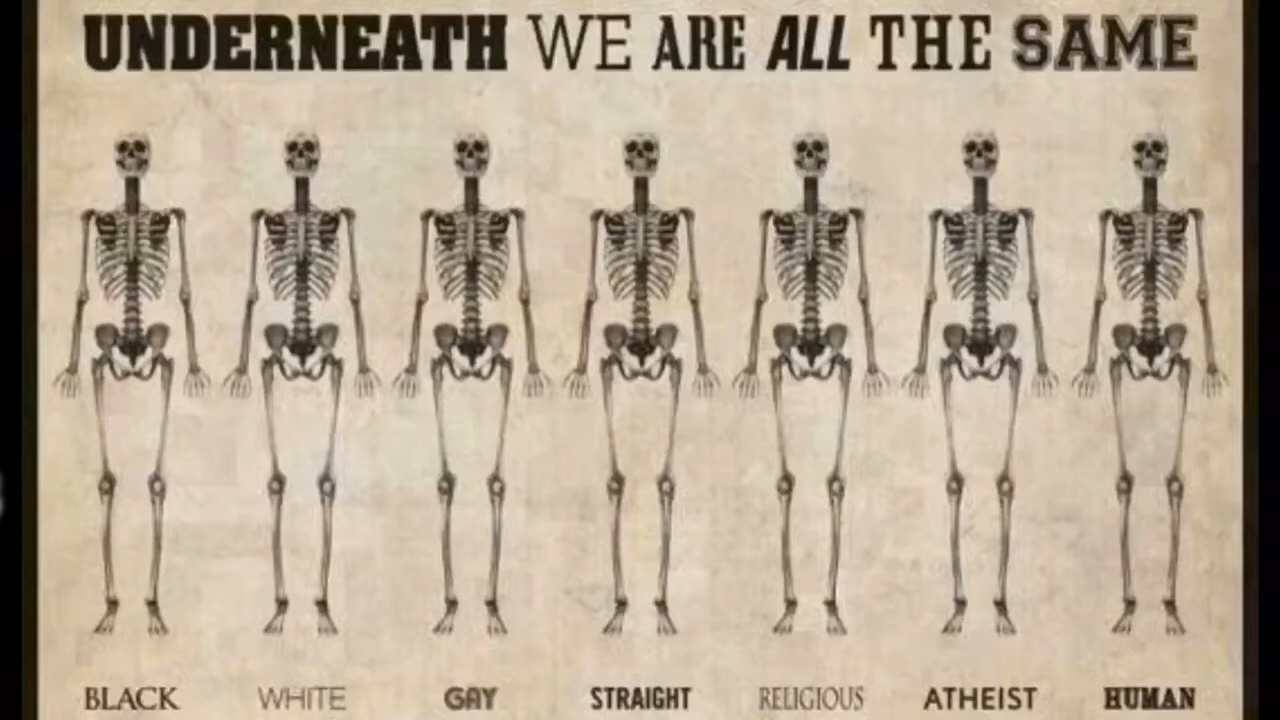 UNDERNEATH WE ARE ALL THE SAME
BLACK WHITE GAY STRAIGHT RELIGIOUS ATHEIST HUMAN